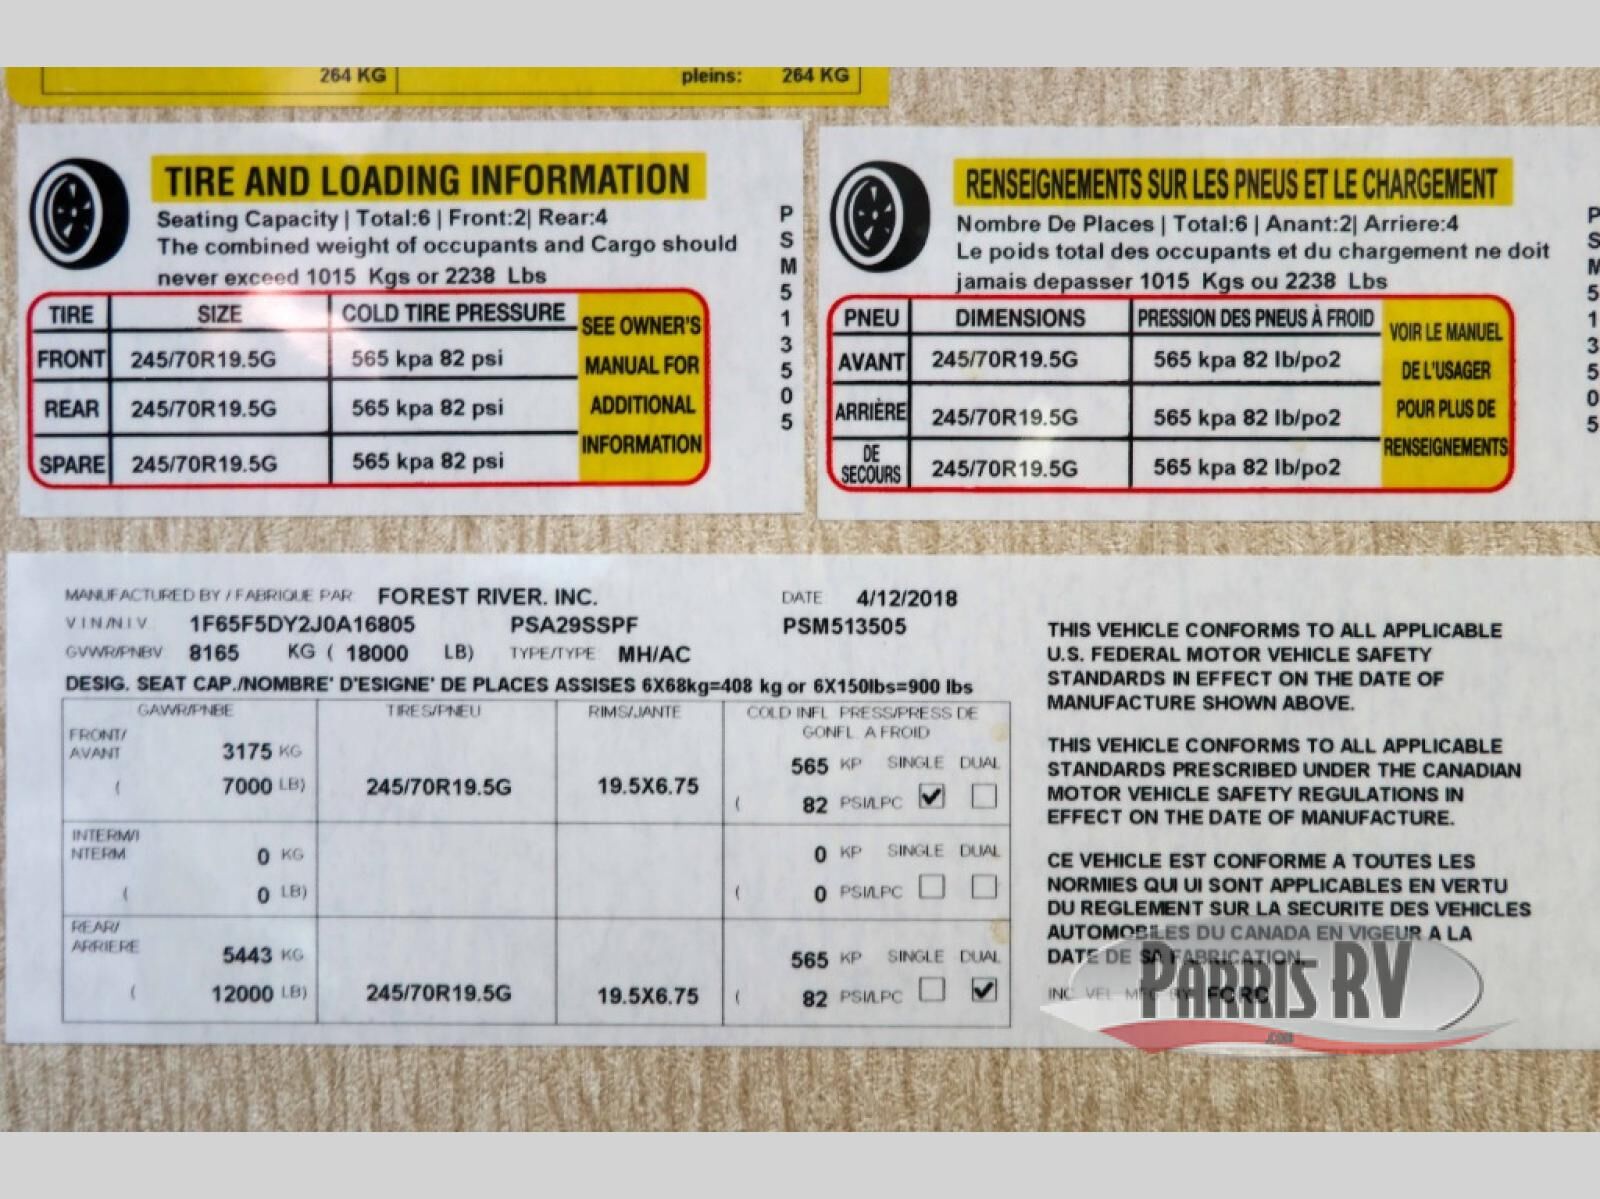 264 KG pleins: 264 KG
TIRE AND LOADING INFORMATION
Seating Capacity | Total:6 | Front:2| Rear:4
The combined weight of occupants and Cargo should
never exceed 1015 Kgs or 2238 Lbs
TIRE SIZE COLD TIRE PRESSURE
FRONT 245/70R19.5G 565 kpa 82 psi
REAR 245/70R19.5G 565 kpa 82 psi
SPARE 245/70R19.5G 565 kpa 82 psi
SEE OWNER'S
MANUAL FOR
ADDITIONAL
INFORMATION
PSM513505
RENSEIGNEMENTS SUR LES PNEUS ET LE CHARGEMENT
Nombre De Places | Total:6 | Anant:2| Arriere:4
Le poids total des occupants et du chargement ne doit
jamais depasser 1015 Kgs ou 2238 Lbs
PNEU DIMENSIONS PRESSION DES PNEUS À FROID
AVANT 245/70R19.5G 565 kpa 82 lb/po2
ARRIÈRE 245/70R19.5G 565 kpa 82 lb/po2
DE
SECOURS 245/70R19.5G 565 kpa 82 lb/po2
VOIR LE MANUEL
DE L'USAGER
POUR PLUS DE
RENSEIGNEMENTS
PSM513505
MANUFACTURED BY / FABRIQUE PAR FOREST RIVER. INC. DATE 4/12/2018
V.I.N/N.I.V. 1F65F5DY2J0A16805 PSA29SSPF PSM513505
GVWR/PNBV 8165 KG ( 18000 LB) TYPE/TYPE MH/AC
DESIG. SEAT CAP./NOMBRE' D'ESIGNE' DE PLACES ASSISES 6X68kg=408 kg or 6X150lbs=900 lbs
GAWR/PNBE TIRES/PNEU RIMS/JANTE COLD INFL PRESS/PRESS DE
GONFL A FROID
FRONT/
AVANT 3175 KG 565 KP SINGLE DUAL
( 7000 LB) 245/70R19.5G 19.5X6.75 ( 82 PSI/LPC
INTERM/I
NTERM 0 KG 0 KP SINGLE DUAL
( 0 LB) ( 0 PSI/LPC
REAR/
ARRIERE 5443 KG 565 KP SINGLE DUAL
( 12000 LB) 245/70R19.5G 19.5X6.75 ( 82 PSI/LPC
THIS VEHICLE CONFORMS TO ALL APPLICABLE
U.S. FEDERAL MOTOR VEHICLE SAFETY
STANDARDS IN EFFECT ON THE DATE OF
MANUFACTURE SHOWN ABOVE.
THIS VEHICLE CONFORMS TO ALL APPLICABLE
STANDARDS PRESCRIBED UNDER THE CANADIAN
MOTOR VEHICLE SAFETY REGULATIONS IN
EFFECT ON THE DATE OF MANUFACTURE.
CE VEHICLE EST CONFORME A TOUTES LES
NORMIES QUI UI SONT APPLICABLES EN VERTU
DU REGLEMENT SUR LA SECURITE DES VEHICLES
AUTOMOBILES DU CANADA EN VIGEUR A LA
DATE DE SA FABRICATION.
INC. VEL MFG BY FORD
PARRIS RV
.COM